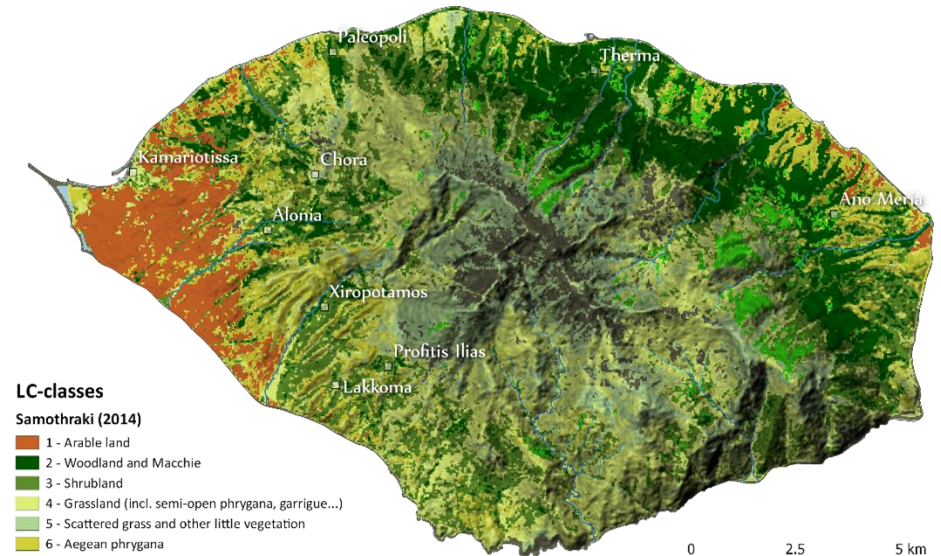 Paleopoli
Therma
Kamariotissa
Chora
Ano Meria
Alonia
Xiropotamos
Profitis Ilias
Lakkoma
LC-classes
Samothraki (2014)
1 - Arable land
2 - Woodland and Macchie
3 - Shrubland
4 - Grassland (incl. semi-open phrygana, garrigue...)
5 - Scattered grass and other little vegetation
6 - Aegean phrygana
0 2.5 5 km